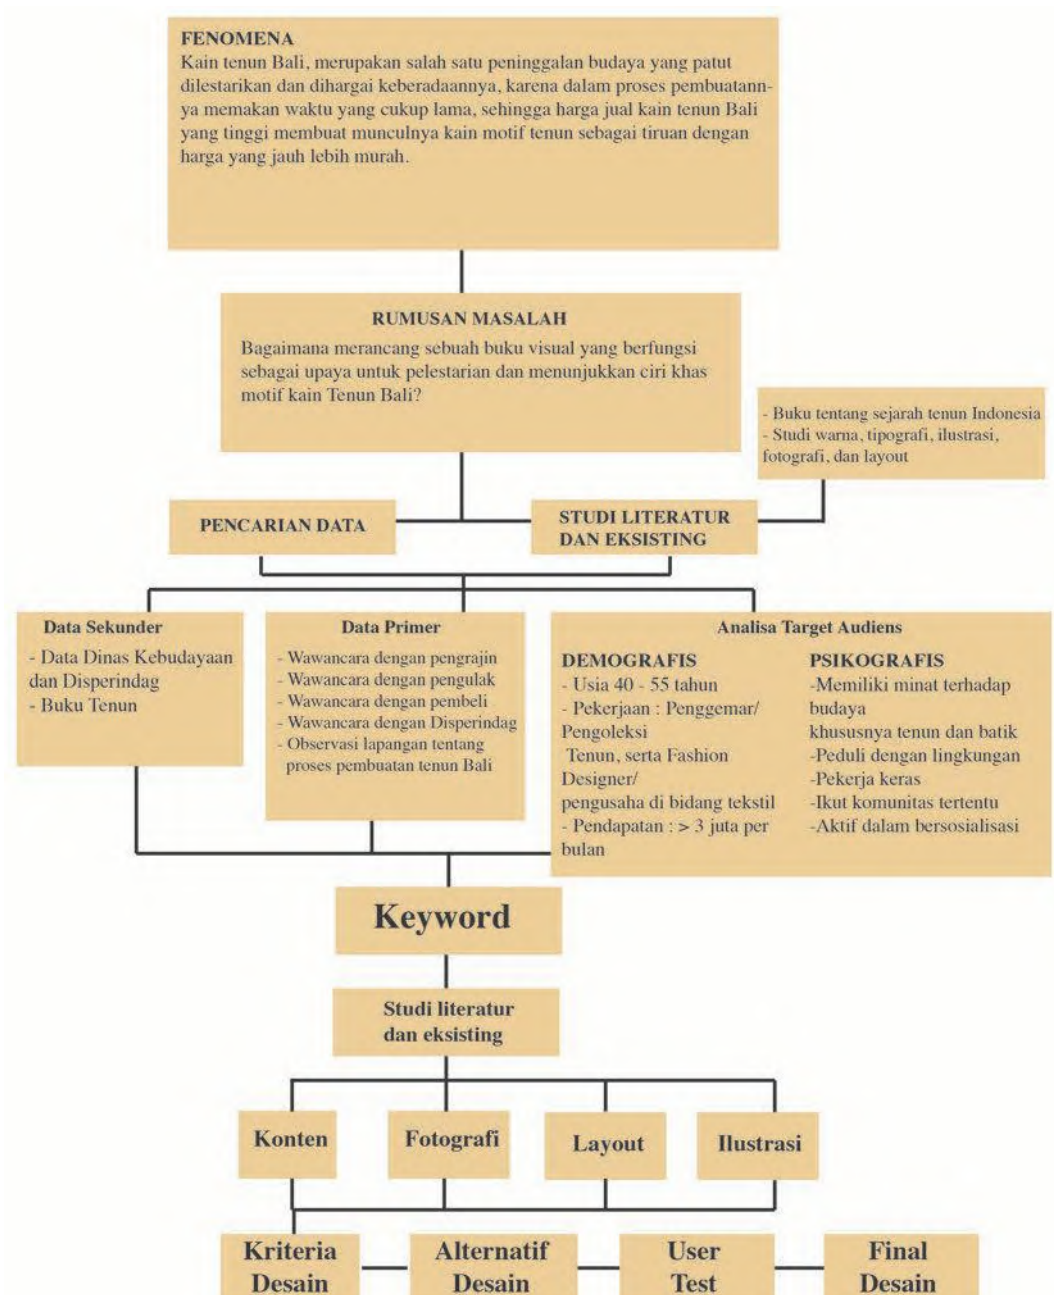 FENOMENA
Kain tenun Bali, merupakan salah satu peninggalan budaya yang patut
dilestarikan dan dihargai keberadaannya, karena dalam proses pembuatann-
ya memakan waktu yang cukup lama, sehingga harga jual kain tenun Bali
yang tinggi membuat munculnya kain motif tenun sebagai tiruan dengan
harga yang jauh lebih murah.
RUMUSAN MASALAH
Bagaimana merancang sebuah buku visual yang berfungsi
sebagai upaya untuk pelestarian dan menunjukkan ciri khas
motif kain Tenun Bali?
- Buku tentang sejarah tenun Indonesia
- Studi warna, tipografi, ilustrasi,
fotografi, dan layout
PENCARIAN DATA
STUDI LITERATUR
DAN EKSISTING
Data Sekunder
- Data Dinas Kebudayaan
dan Disperindag
- Buku Tenun
Data Primer
- Wawancara dengan pengrajin
- Wawancara dengan pengulak
- Wawancara dengan pembeli
- Wawancara dengan Disperindag
- Observasi lapangan tentang
proses pembuatan tenun Bali
Analisa Target Audiens
DEMOGRAFIS
- Usia 40 - 55 tahun
- Pekerjaan : Penggemar/
Pengoleksi
Tenun, serta Fashion
Designer/
pengusaha di bidang tekstil
- Pendapatan : > 3 juta per
bulan
PSIKOGRAFIS
-Memiliki minat terhadap
budaya
khususnya tenun dan batik
-Peduli dengan lingkungan
-Pekerja keras
-Ikut komunitas tertentu
-Aktif dalam bersosialisasi
Keyword
Studi literatur
dan eksisting
Konten
Fotografi
Layout
Ilustrasi
Kriteria
Desain
Alternatif
Desain
User
Test
Final
Desain